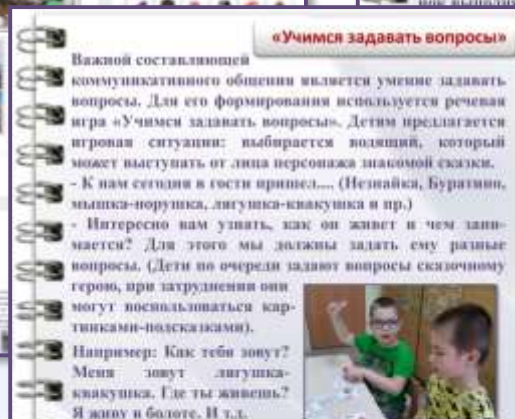 «Учимся задавать вопросы»
Важной составляющей
коммуникативного общения является умение задавать
вопросы. Для его формирования используется речевая
игра «Учимся задавать вопросы». Детям предлагается
игровая ситуация: выбирается водящий, который
может выступать от лица персонажа знакомой сказки.
- К нам сегодня в гости пришел.... (Незнайка, Буратино,
мышка-норушка, лягушка-квакушка и пр.)
- Интересно вам узнать, как он живет и чем зани-
мается? Для этого мы должны задать ему разные
вопросы. (Дети по очереди задают вопросы сказочному
герою, при затруднении они
могут воспользоваться кар-
тинками-подсказками).
Например: Как тебя зовут?
Меня зовут лягушка-
квакушка. Где ты живешь?
Я живу в болоте. И т.д.